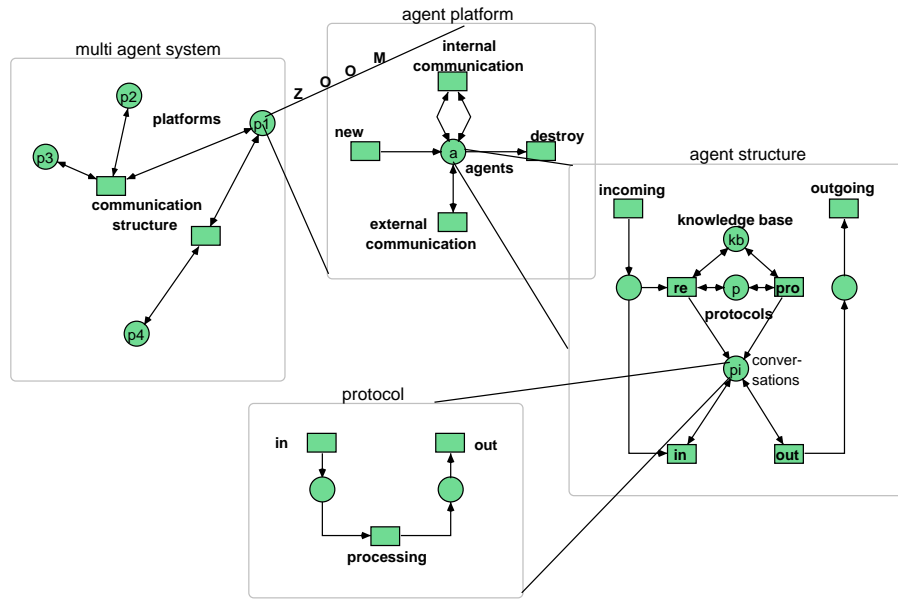 multi agent system
p2
platforms
p1
p3
communication
structure
p4
Z O O M
agent platform
internal
communication
new
destroy
a
agents
external
communication
agent structure
incoming
outgoing
knowledge base
kb
re
p
pro
protocols
pi
conver-
sations
in
out
protocol
in
out
processing